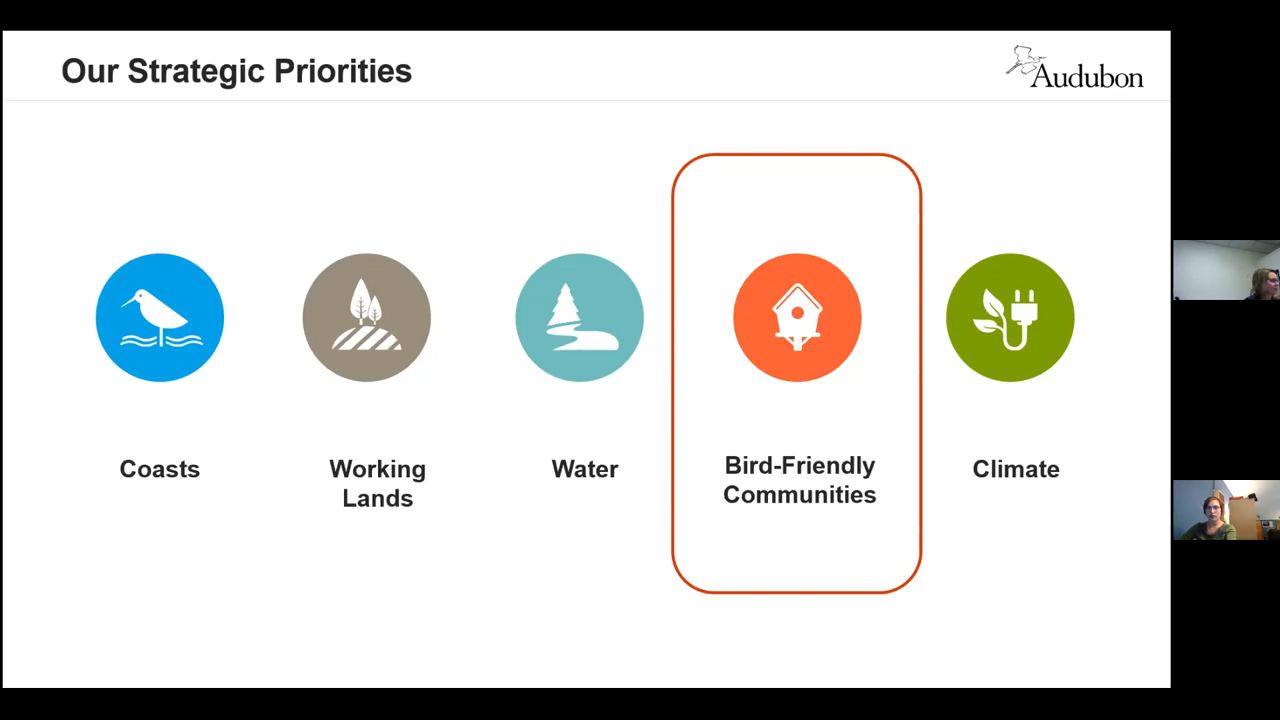 Our Strategic Priorities
Audubon
Coasts
Working
Lands
Water
Bird-Friendly
Communities
Climate